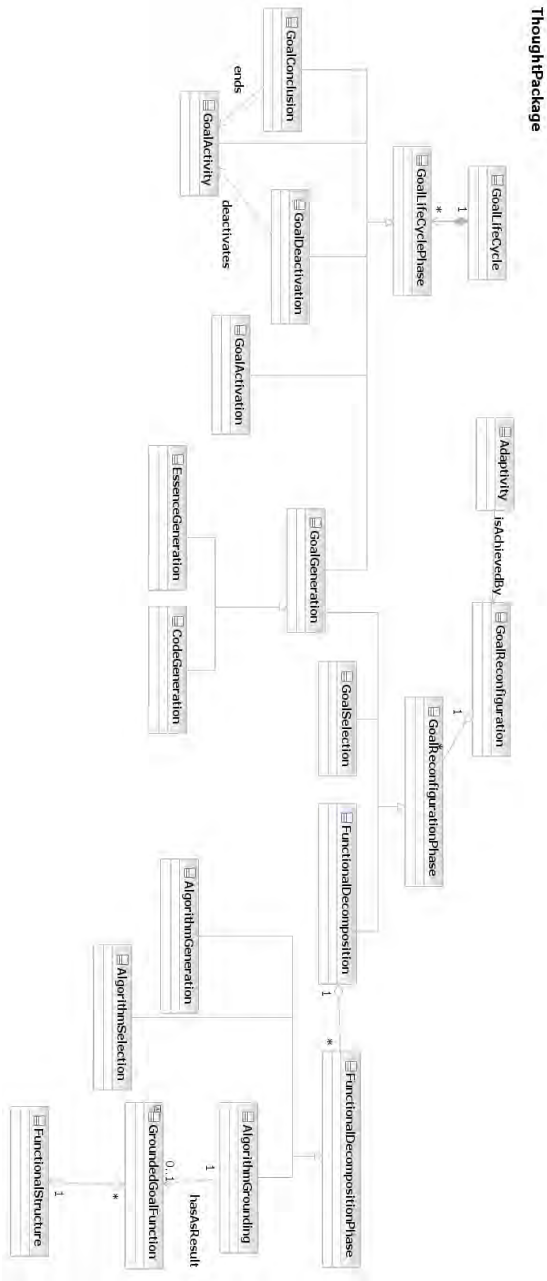 ThoughtPackage
GoalLifeCycle
1
*
GoalLifeCyclePhase
Adaptivity
isAchievedBy
GoalReconfiguration
1
*
GoalReconfigurationPhase
GoalConclusion
ends
GoalActivity
deactivates
GoalDeactivation
GoalActivation
GoalGeneration
GoalSelection
FunctionalDecomposition
1
*
FunctionalDecompositionPhase
EssenceGeneration
CodeGeneration
AlgorithmGeneration
AlgorithmSelection
AlgorithmGrounding
1
hasAsResult
0..1
GroundedGoalFunction
*
1
FunctionalStructure